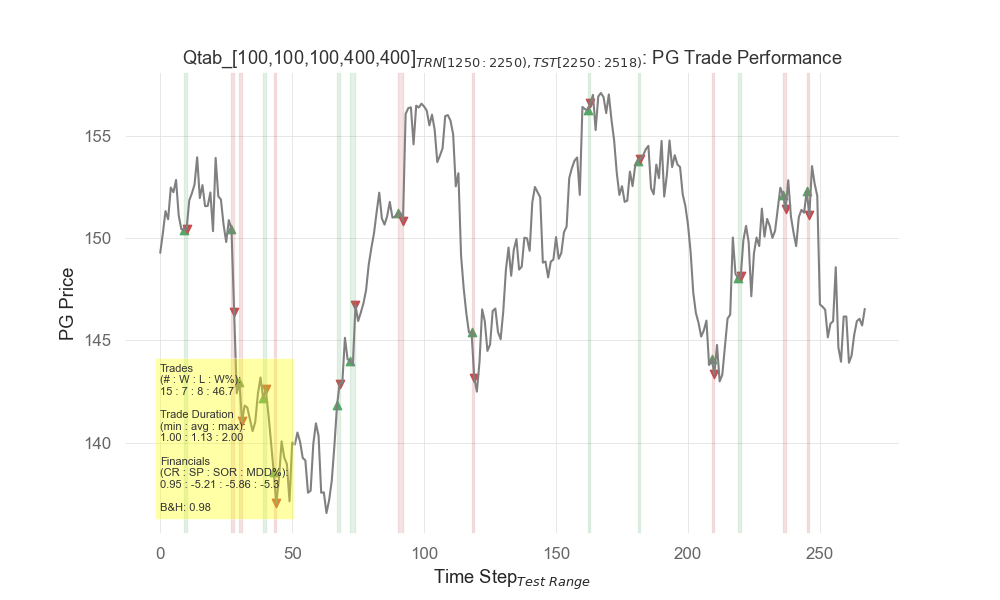 Qtab_[100,100,100,400,400]TRN[1250:2250),TST[2250:2518): PG Trade Performance
155
150
145
140
PG Price
Trades
(# : W : L : W%):
15 : 7 : 8 : 46.7
Trade Duration
(min : avg : max):
1.00 : 1.13 : 2.00
Financials
(CR : SP : SOR : MDD%):
0.95 : -5.21 : -5.86 : -5.3
B&H: 0.98
0 50 100 150 200 250
Time StepTest Range